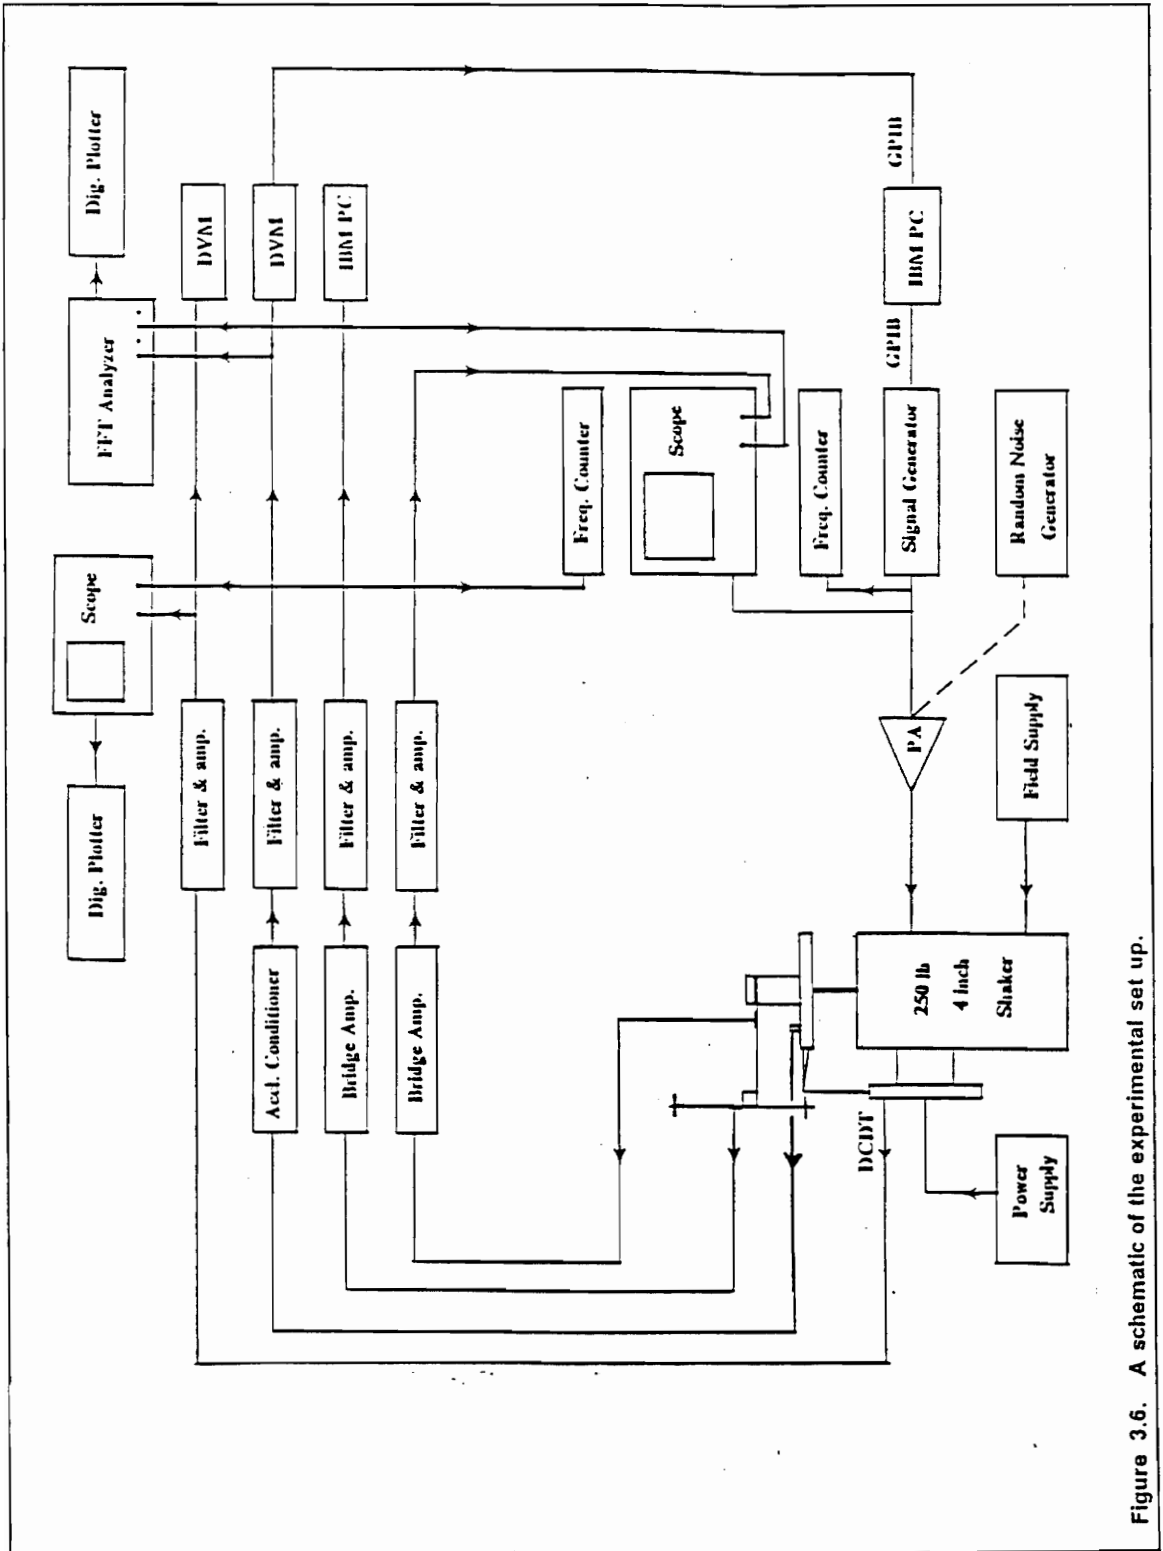 Dig. Plotter
Scope
FFT Analyzer
Dig. Plotter
Filter & amp.
DVM
Accl. Conditioner
Filter & amp.
DVM
Bridge Amp.
Filter & amp.
IBM PC
Bridge Amp.
Filter & amp.
Freq. Counter
Scope
DCDT
Freq. Counter
250 lb
4 inch
Shaker
PA
Signal Generator
GPIB
IBM PC
GPIB
Power
Supply
Field Supply
Random Noise
Generator
Figure 3.6. A schematic of the experimental set up.